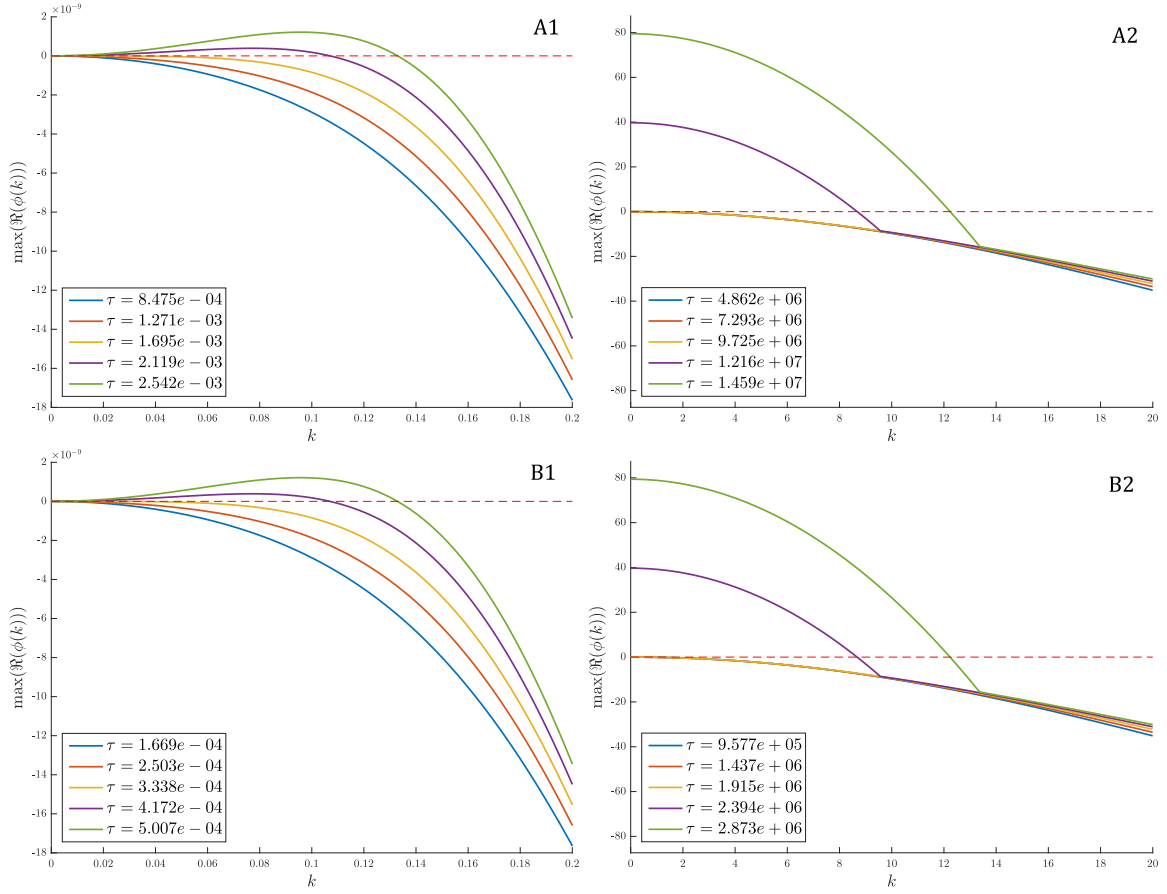 A1
×10⁻⁹
2
0
-2
-4
-6
-8
-10
-12
-14
-16
-18
max(ℜ(ϕ(k)))
τ = 8.475e − 04
τ = 1.271e − 03
τ = 1.695e − 03
τ = 2.119e − 03
τ = 2.542e − 03
0 0.02 0.04 0.06 0.08 0.1 0.12 0.14 0.16 0.18 0.2
k
A2
80
60
40
20
0
-20
-40
-60
-80
max(ℜ(ϕ(k)))
τ = 4.862e + 06
τ = 7.293e + 06
τ = 9.725e + 06
τ = 1.216e + 07
τ = 1.459e + 07
0 2 4 6 8 10 12 14 16 18 20
k
B1
×10⁻⁹
2
0
-2
-4
-6
-8
-10
-12
-14
-16
-18
max(ℜ(ϕ(k)))
τ = 1.669e − 04
τ = 2.503e − 04
τ = 3.338e − 04
τ = 4.172e − 04
τ = 5.007e − 04
0 0.02 0.04 0.06 0.08 0.1 0.12 0.14 0.16 0.18 0.2
k
B2
80
60
40
20
0
-20
-40
-60
-80
max(ℜ(ϕ(k)))
τ = 9.577e + 05
τ = 1.437e + 06
τ = 1.915e + 06
τ = 2.394e + 06
τ = 2.873e + 06
0 2 4 6 8 10 12 14 16 18 20
k